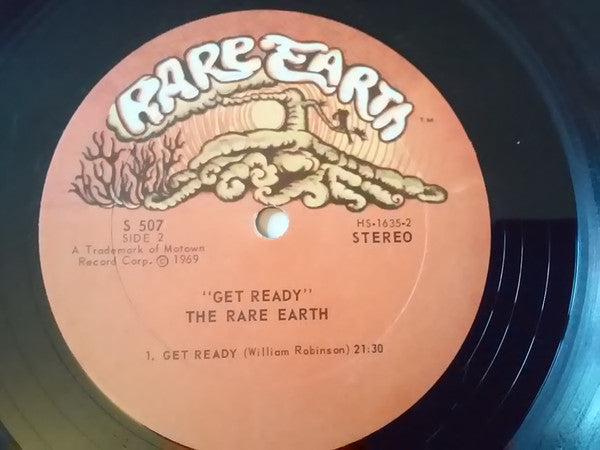 RARE EARTH
TM
S 507
SIDE 2
A Trademark of Motown
Record Corp. © 1969
HS-1635-2
STEREO
"GET READY"
THE RARE EARTH
1. GET READY (William Robinson) 21:30